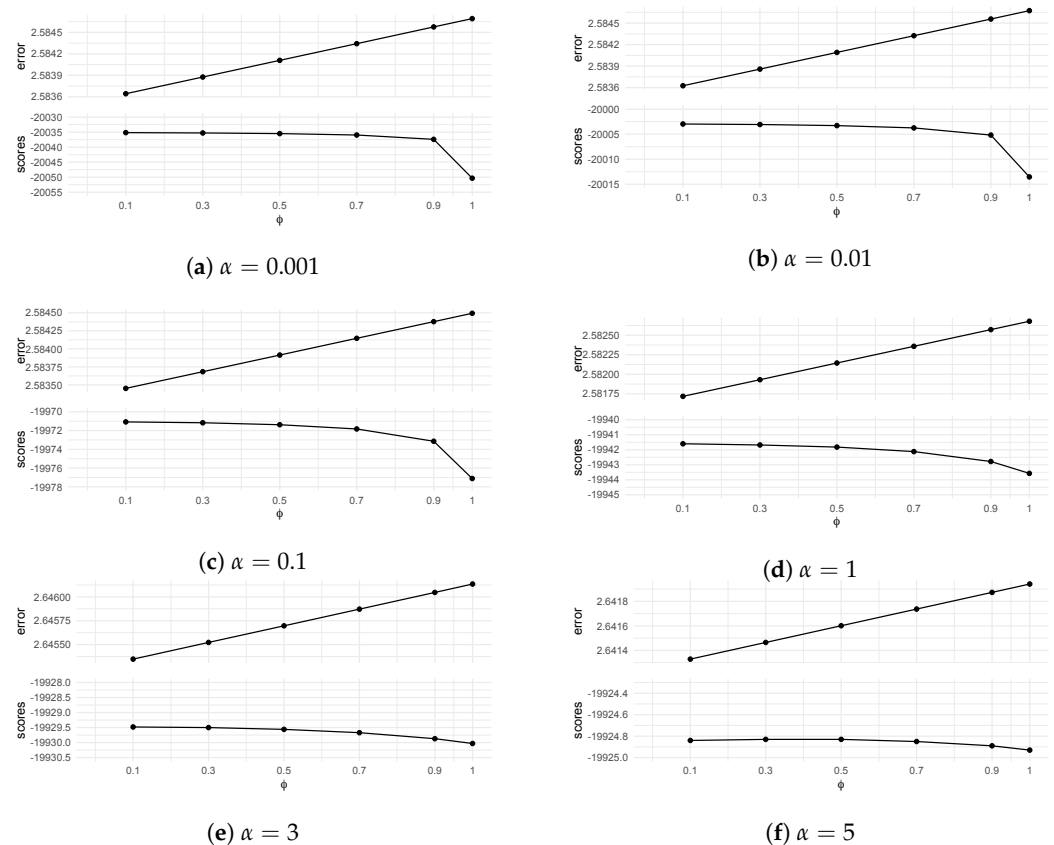 error
2.5845
2.5842
2.5839
2.5836
scores
-20030
-20035
-20040
-20045
-20050
-20055
0.1 0.3 0.5 0.7 0.9 1
ϕ
(a) α = 0.001
error
2.5845
2.5842
2.5839
2.5836
scores
-20000
-20005
-20010
-20015
0.1 0.3 0.5 0.7 0.9 1
ϕ
(b) α = 0.01
error
2.58450
2.58425
2.58400
2.58375
2.58350
scores
-19970
-19972
-19974
-19976
-19978
0.1 0.3 0.5 0.7 0.9 1
ϕ
(c) α = 0.1
error
2.58250
2.58225
2.58200
2.58175
scores
-19940
-19941
-19942
-19943
-19944
-19945
0.1 0.3 0.5 0.7 0.9 1
ϕ
(d) α = 1
error
2.64600
2.64575
2.64550
scores
-19928.0
-19928.5
-19929.0
-19929.5
-19930.0
-19930.5
0.1 0.3 0.5 0.7 0.9 1
ϕ
(e) α = 3
error
2.6418
2.6416
2.6414
scores
-19924.4
-19924.6
-19924.8
-19925.0
0.1 0.3 0.5 0.7 0.9 1
ϕ
(f) α = 5